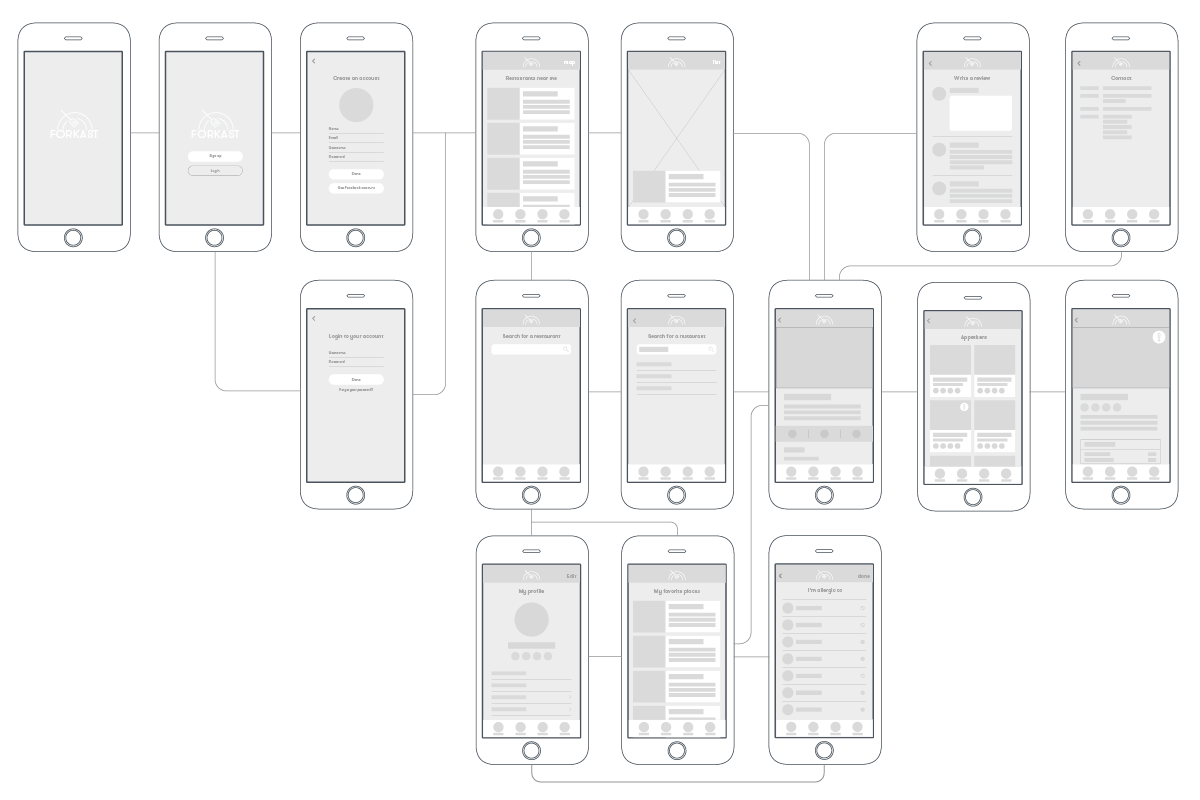 FORKAST
FORKAST
Sign up
Log in
Create an account
Name
Email
Username
Password
Done
Use Facebook account
map
Restaurants near me
list
Write a review
Contact
Login to your account
Username
Password
Done
Forgot your password?
Search for a restaurant
Search for a restaurant
Appetizers
Edit
My profile
My favorite places
done
I'm allergic to